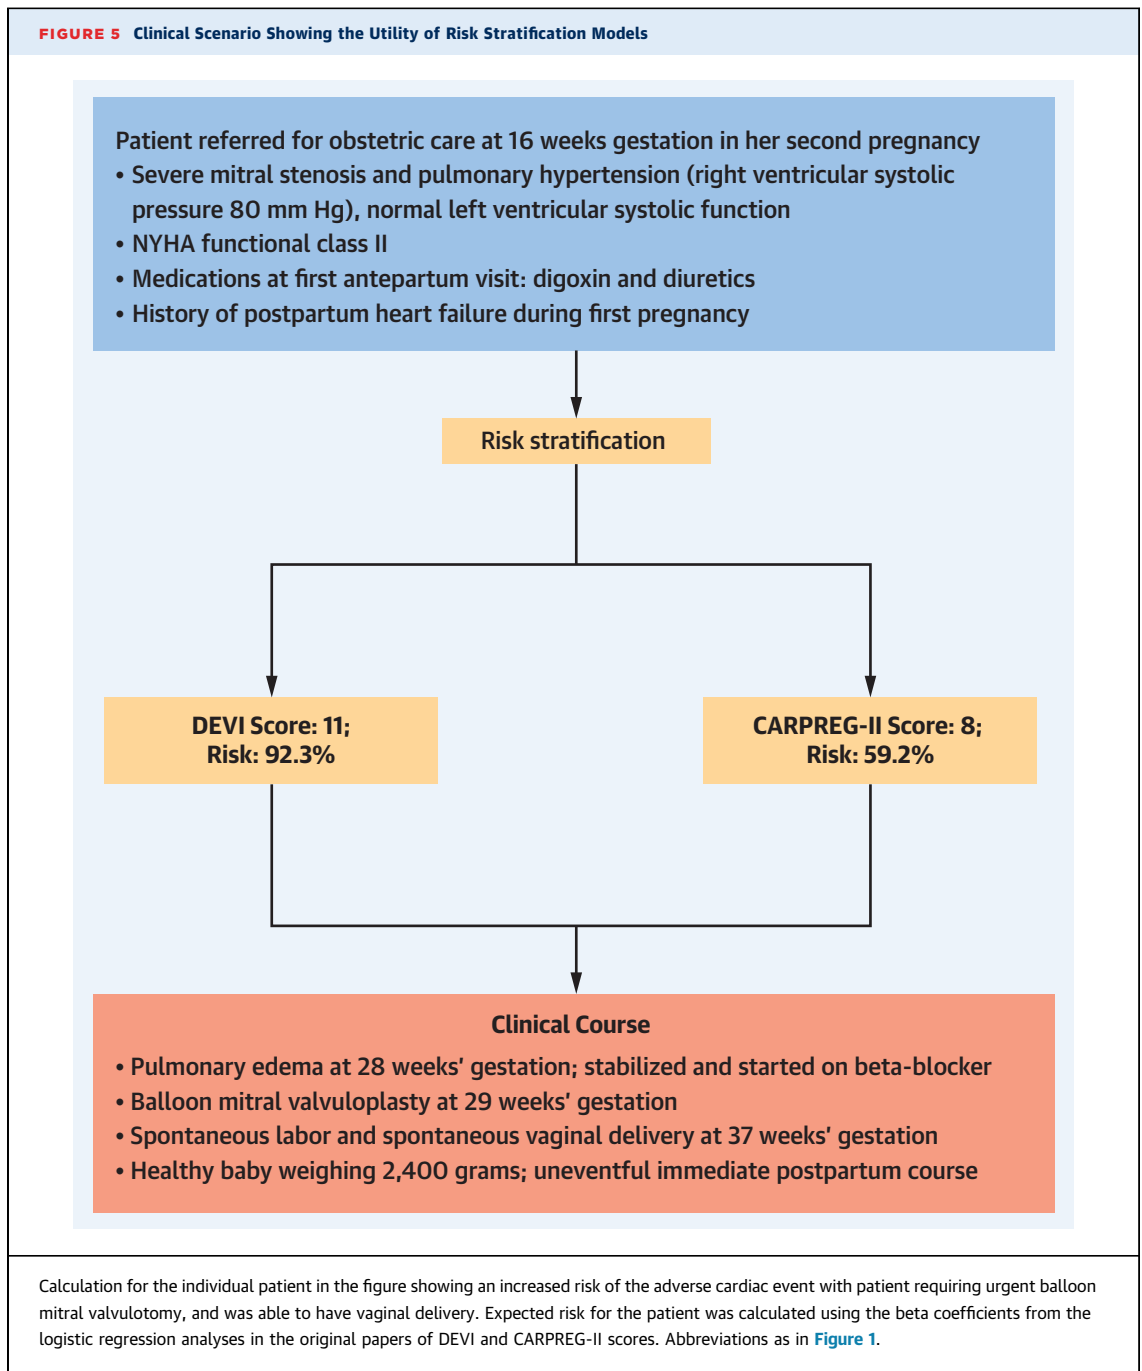 FIGURE 5 Clinical Scenario Showing the Utility of Risk Stratification Models
Patient referred for obstetric care at 16 weeks gestation in her second pregnancy
• Severe mitral stenosis and pulmonary hypertension (right ventricular systolic
pressure 80 mm Hg), normal left ventricular systolic function
• NYHA functional class II
• Medications at first antepartum visit: digoxin and diuretics
• History of postpartum heart failure during first pregnancy
Risk stratification
DEVI Score: 11;
Risk: 92.3%
CARPREG-II Score: 8;
Risk: 59.2%
Clinical Course
• Pulmonary edema at 28 weeks' gestation; stabilized and started on beta-blocker
• Balloon mitral valvuloplasty at 29 weeks' gestation
• Spontaneous labor and spontaneous vaginal delivery at 37 weeks' gestation
• Healthy baby weighing 2,400 grams; uneventful immediate postpartum course
Calculation for the individual patient in the figure showing an increased risk of the adverse cardiac event with patient requiring urgent balloon
mitral valvulotomy, and was able to have vaginal delivery. Expected risk for the patient was calculated using the beta coefficients from the
logistic regression analyses in the original papers of DEVI and CARPREG-II scores. Abbreviations as in Figure 1.